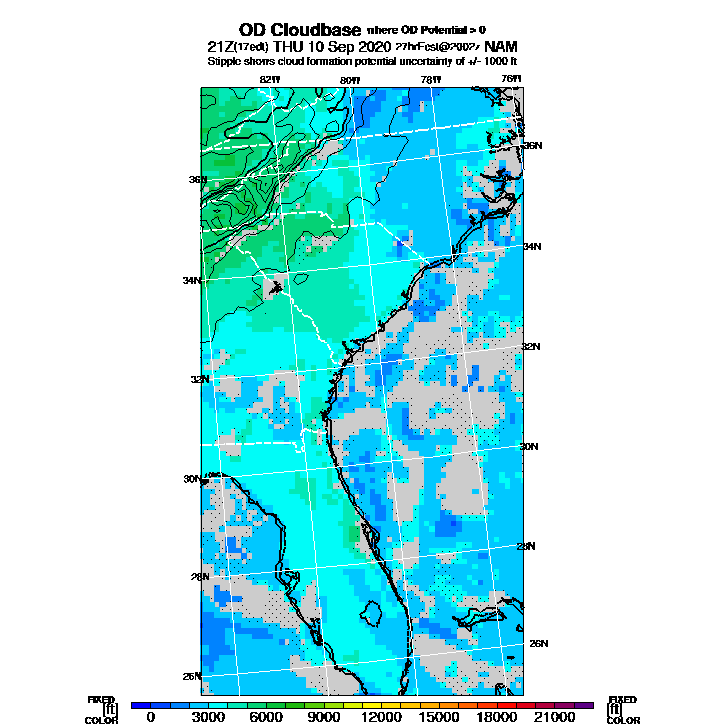 OD Cloudbase where OD Potential > 0
21Z(17edt) THU 10 Sep 2020 27hrFcst@2002z NAM
Stipple shows cloud formation potential uncertainty of +/- 1000 ft
82W 80W 78W 76W
36N
36N
34N
34N
32N
32N
30N
30N
28N
28N
26N
26N
FIXED FIXED
[ft] [ft]
COLOR 0 3000 6000 9000 12000 15000 18000 21000 COLOR